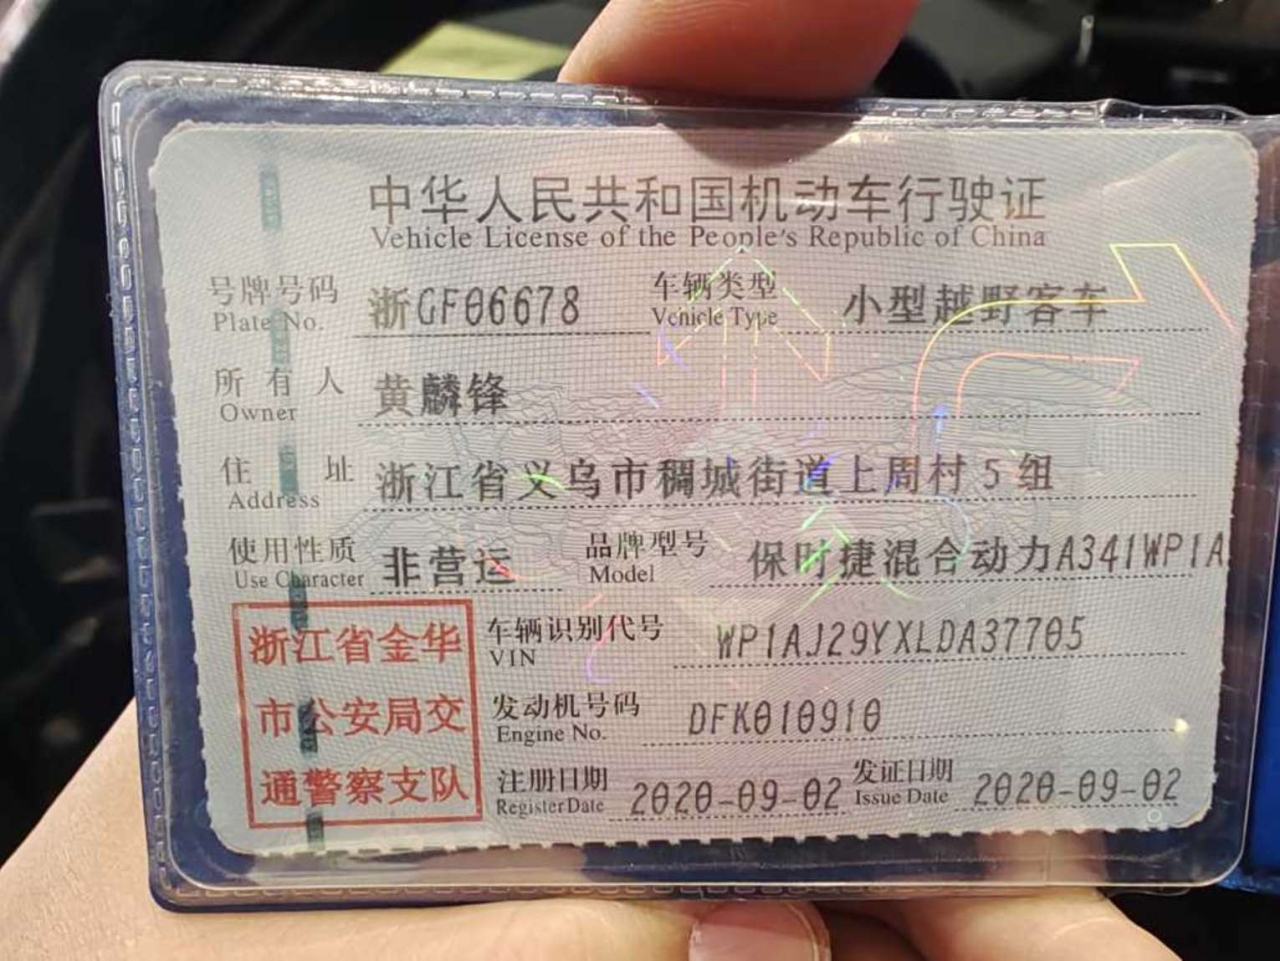 中华人民共和国机动车行驶证
Vehicle License of the People's Republic of China
号牌号码 浙GF06678 车辆类型 小型越野客车
Plate No. Vehicle Type
所有人 黄麟锋
Owner
住址 浙江省义乌市稠城街道上周村5组
Address
使用性质 非营运 品牌型号 保时捷混合动力A341WP1A
Use Character Model
浙江省金华
市公安局交
通警察支队
车辆识别代号 WP1AJ29YXLDA37705
VIN
发动机号码 DFK010910
Engine No.
注册日期 2020-09-02 发证日期 2020-09-02
Register Date Issue Date